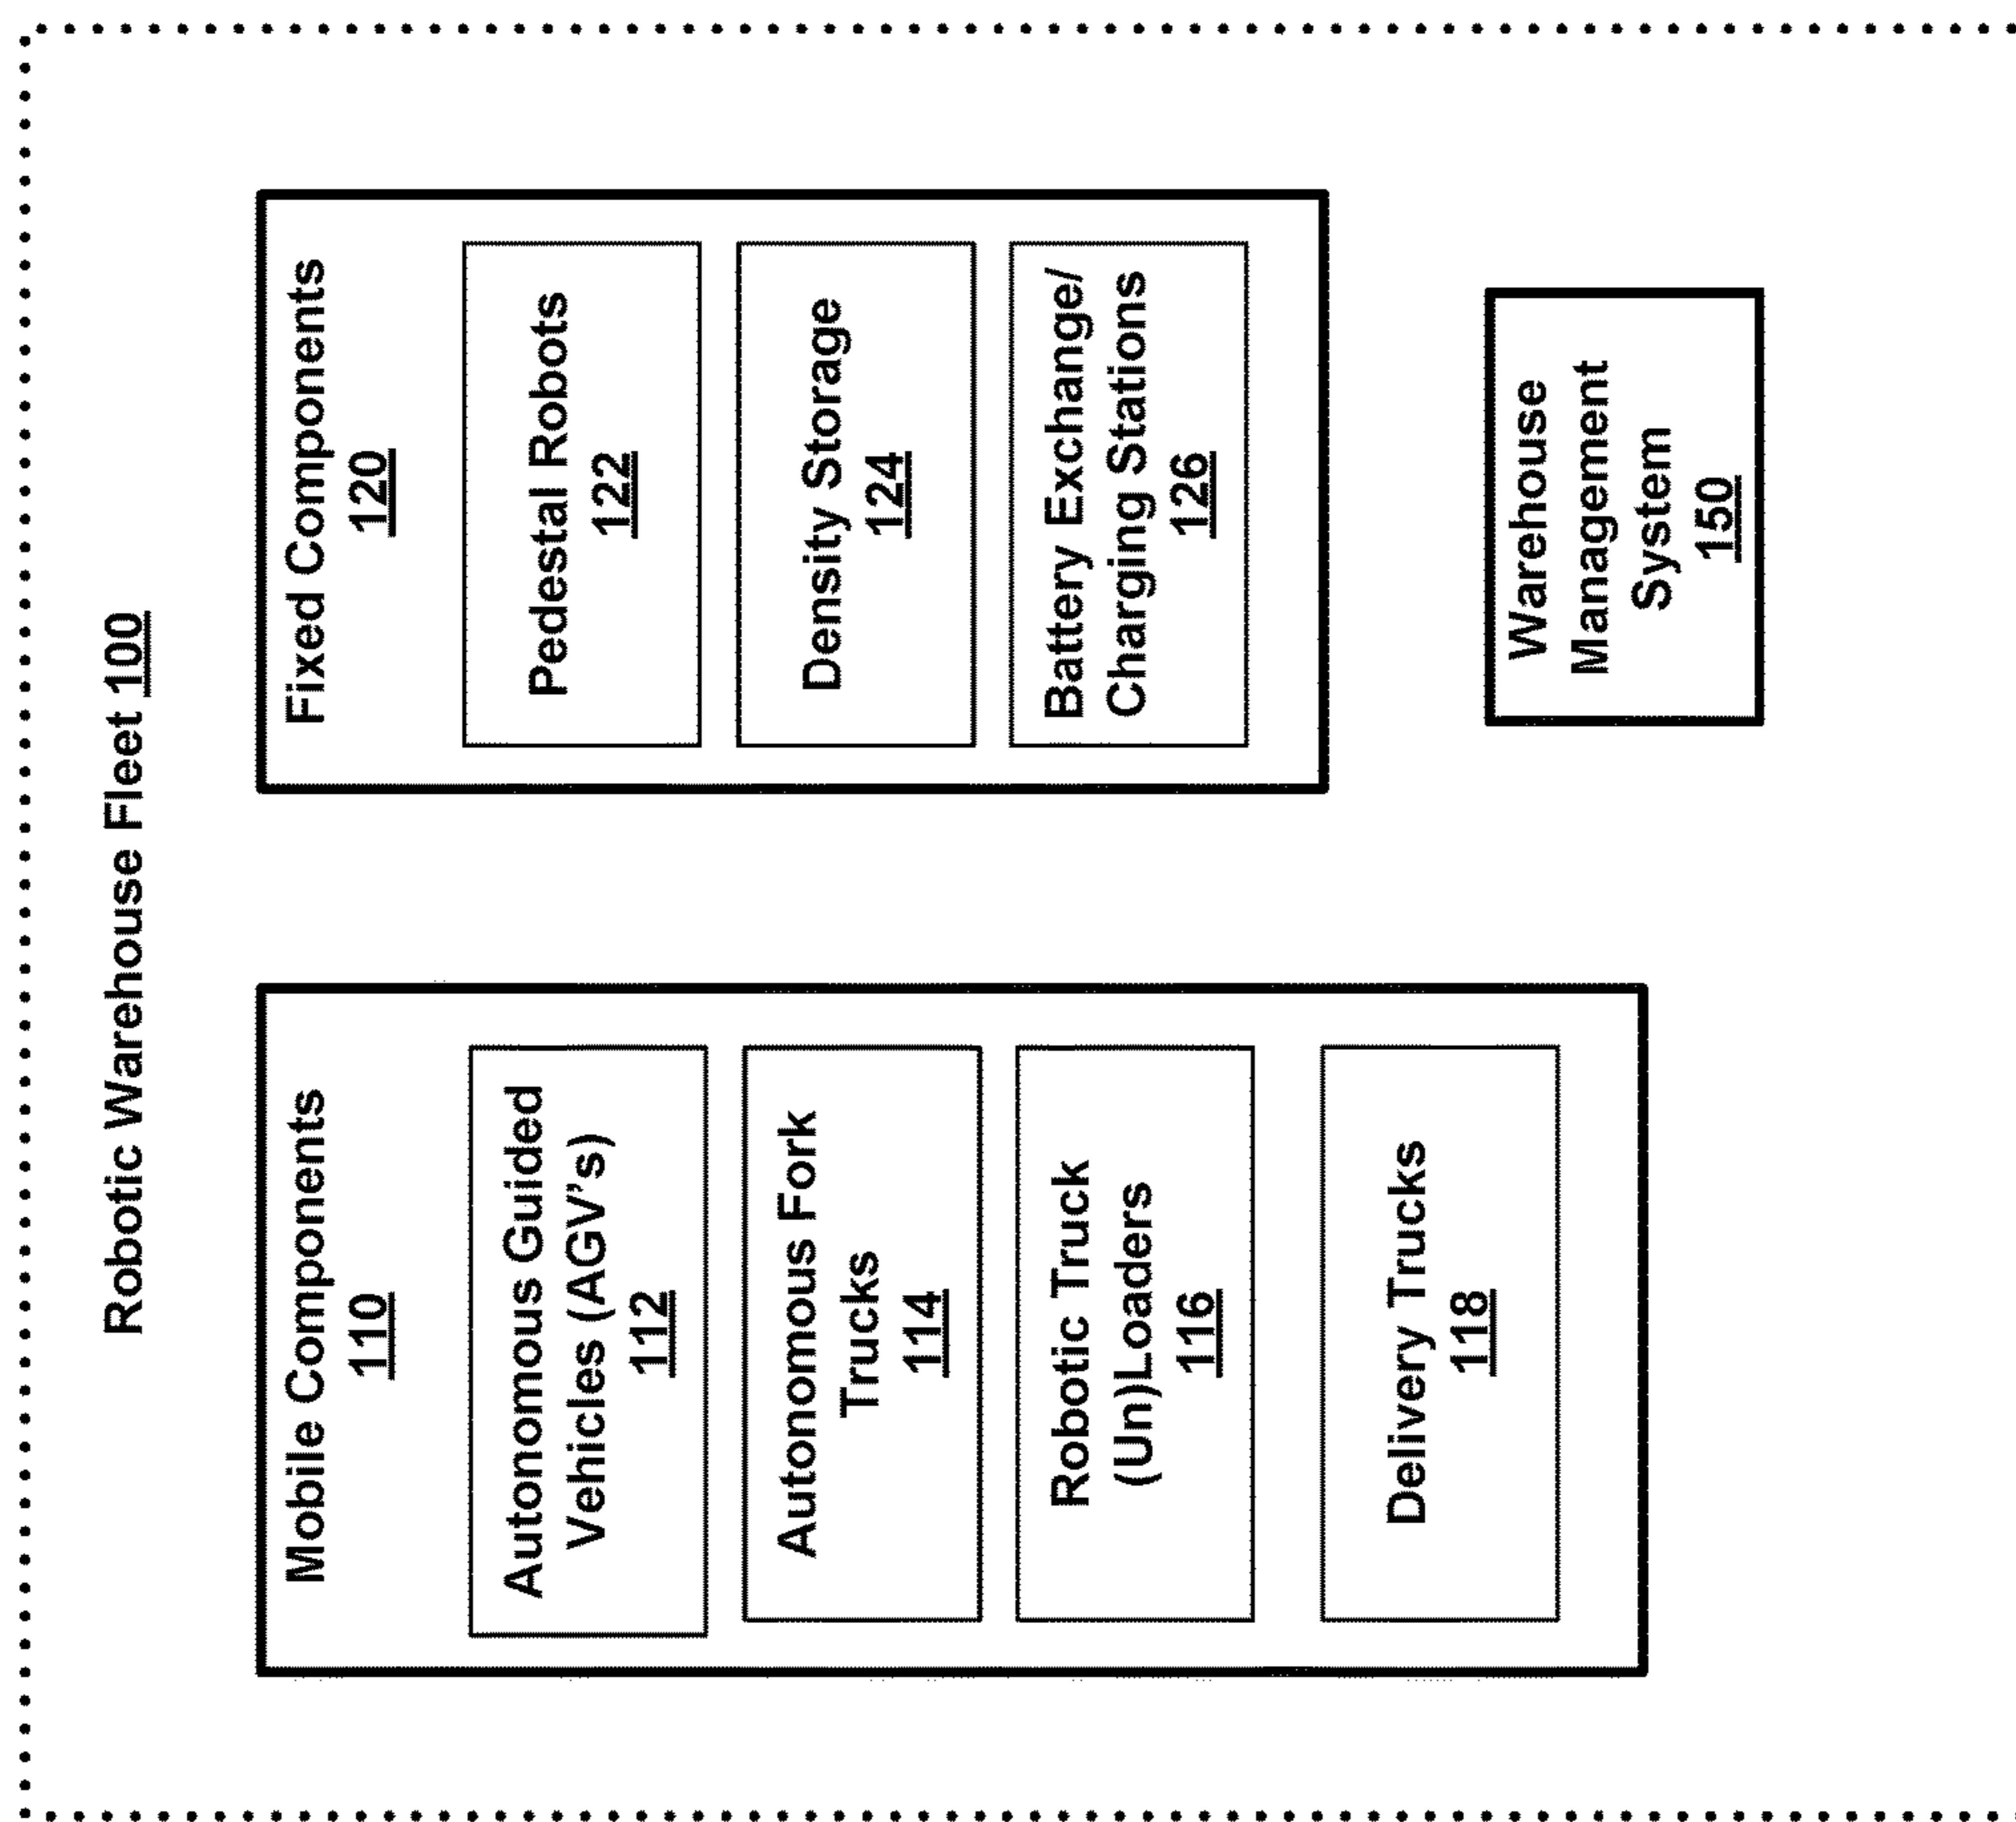 Robotic Warehouse Fleet 100
Mobile Components
110
Autonomous Guided
Vehicles (AGV's)
112
Autonomous Fork
Trucks
114
Robotic Truck
(Un)Loaders
116
Delivery Trucks
118
Fixed Components
120
Pedestal Robots
122
Density Storage
124
Battery Exchange/
Charging Stations
126
Warehouse
Management
System
150